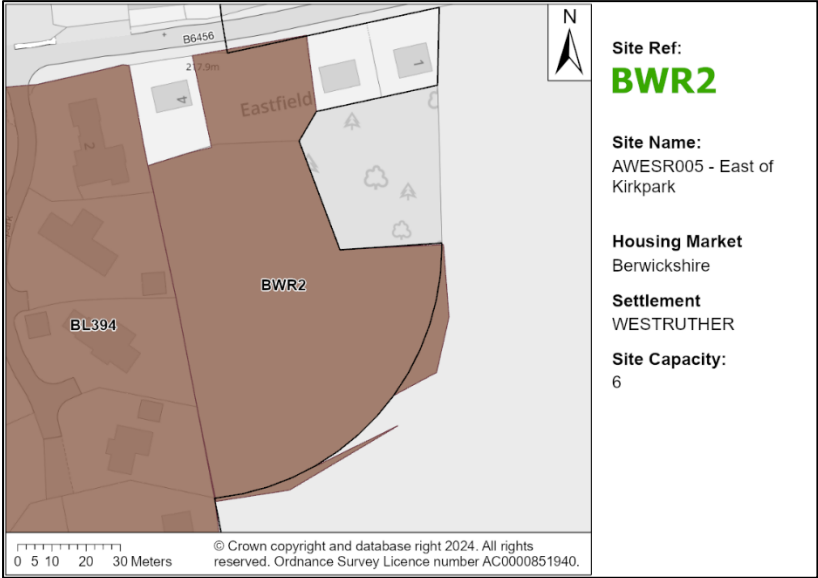 B6456
217.9m
4
1
Eastfield
2
BWR2
BL394
N
0 5 10 20 30 Meters
© Crown copyright and database right 2024. All rights
reserved. Ordnance Survey Licence number AC0000851940.
Site Ref:
BWR2
Site Name:
AWESR005 - East of
Kirkpark
Housing Market
Berwickshire
Settlement
WESTRUTHER
Site Capacity:
6